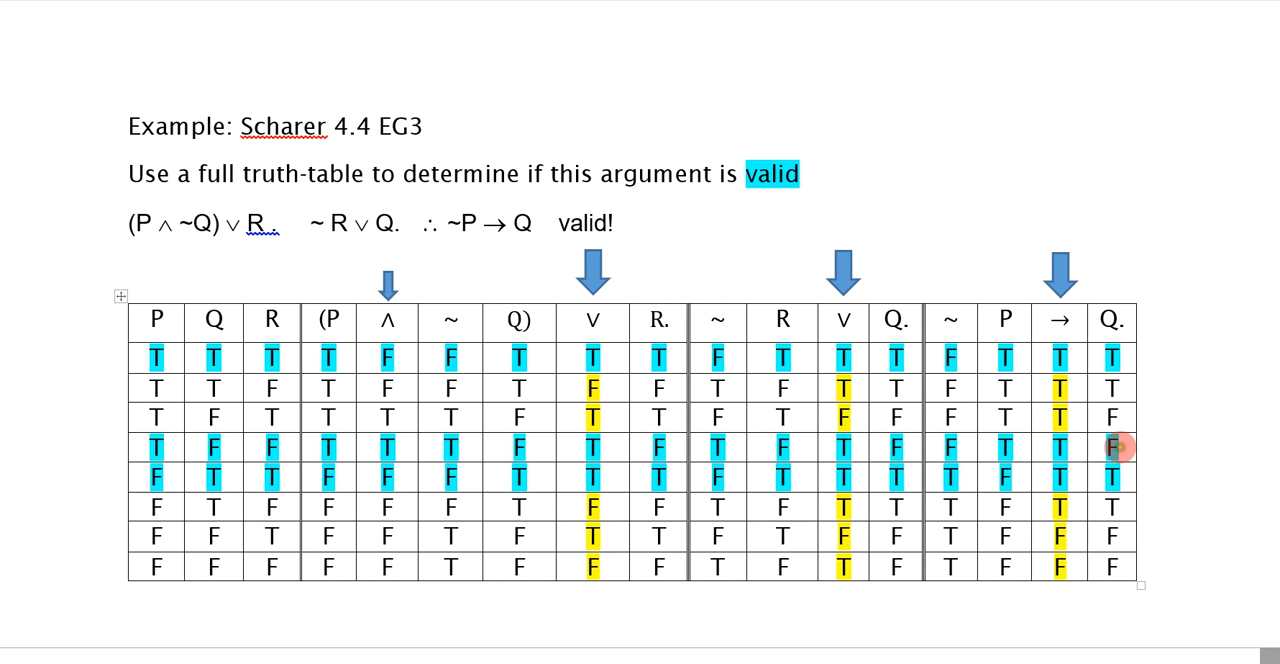 Example: Scharer 4.4 EG3
Use a full truth-table to determine if this argument is valid
(P ∧ ~Q) ∨ R . ~ R ∨ Q. ∴ ~P → Q valid!
P Q R (P ∧ ~ Q) ∨ R. ~ R ∨ Q. ~ P → Q.
T T T T F F T T T F T T T F T T T
T T F T F F T F F T F T T F T T T
T F T T T T F T T F T F F F T T F
T F F T T T F T F T F T F F T T F
F T T F F F T T T F T T T T F T T
F T F F F F T F F T F T T T F T T
F F T F F T F T T F T F F T F F F
F F F F F T F F F T F T F T F F F